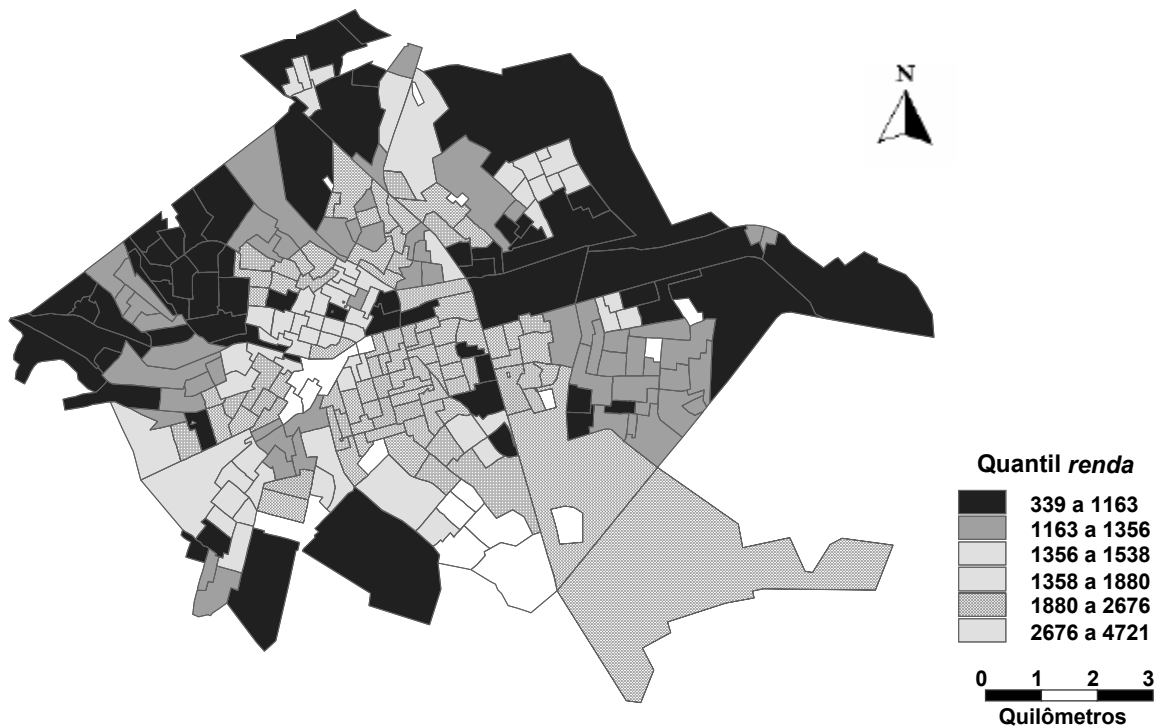 N
Quantil renda
339 a 1163
1163 a 1356
1356 a 1538
1358 a 1880
1880 a 2676
2676 a 4721
0 1 2 3
Quilômetros